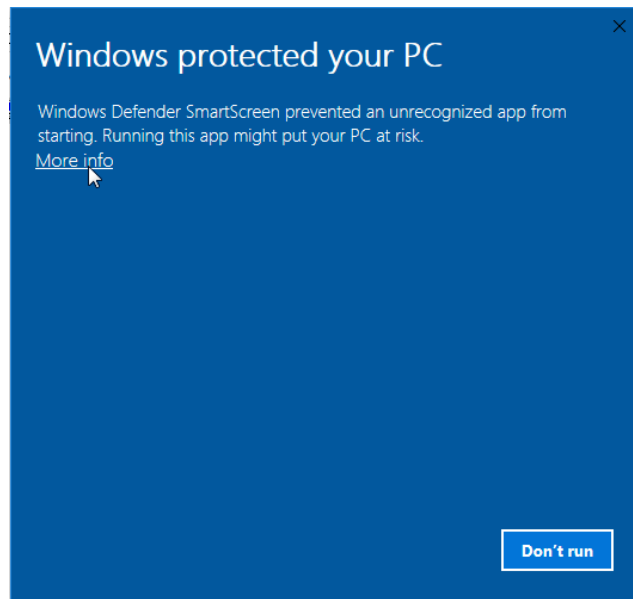 Windows protected your PC
Windows Defender SmartScreen prevented an unrecognized app from
starting. Running this app might put your PC at risk.
More info
Don't run